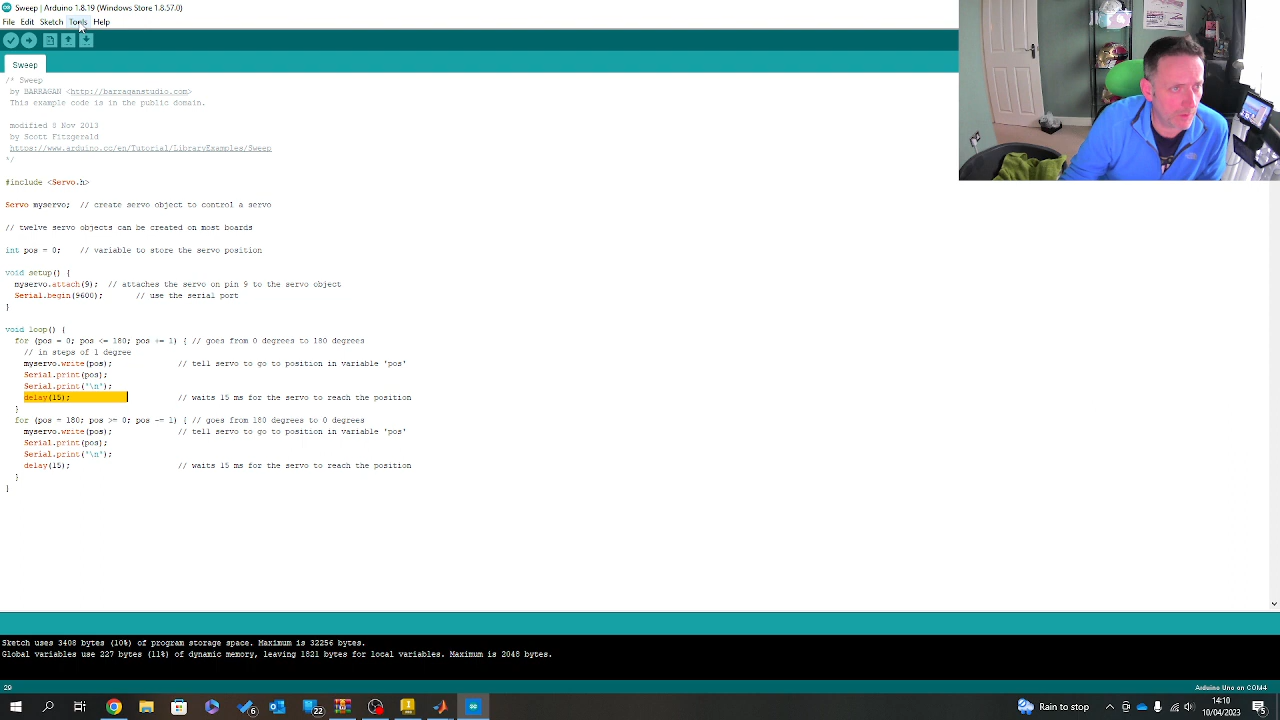 Sweep | Arduino 1.8.19 (Windows Store 1.8.57.0)
File Edit Sketch Tools Help
Sweep
/* Sweep
by BARRAGAN <http://barraganstudio.com>
This example code is in the public domain.
modified 8 Nov 2013
by Scott Fitzgerald
https://www.arduino.cc/en/Tutorial/LibraryExamples/Sweep
*/
#include <Servo.h>
Servo myservo;  // create servo object to control a servo
// twelve servo objects can be created on most boards
int pos = 0;    // variable to store the servo position
void setup() {
myservo.attach(9);  // attaches the servo on pin 9 to the servo object
Serial.begin(9600);       // use the serial port
}
void loop() {
for (pos = 0; pos <= 180; pos += 1) { // goes from 0 degrees to 180 degrees
// in steps of 1 degree
myservo.write(pos);              // tell servo to go to position in variable 'pos'
Serial.print(pos);
Serial.print('\n');
delay(15);                       // waits 15 ms for the servo to reach the position
}
for (pos = 180; pos >= 0; pos -= 1) { // goes from 180 degrees to 0 degrees
myservo.write(pos);              // tell servo to go to position in variable 'pos'
Serial.print(pos);
Serial.print('\n');
delay(15);                       // waits 15 ms for the servo to reach the position
}
}
Sketch uses 3408 bytes (10%) of program storage space. Maximum is 32256 bytes.
Global variables use 227 bytes (11%) of dynamic memory, leaving 1821 bytes for local variables. Maximum is 2048 bytes.
29
Arduino Uno on COM4
6
22
Rain to stop
14:10
10/04/2023
5